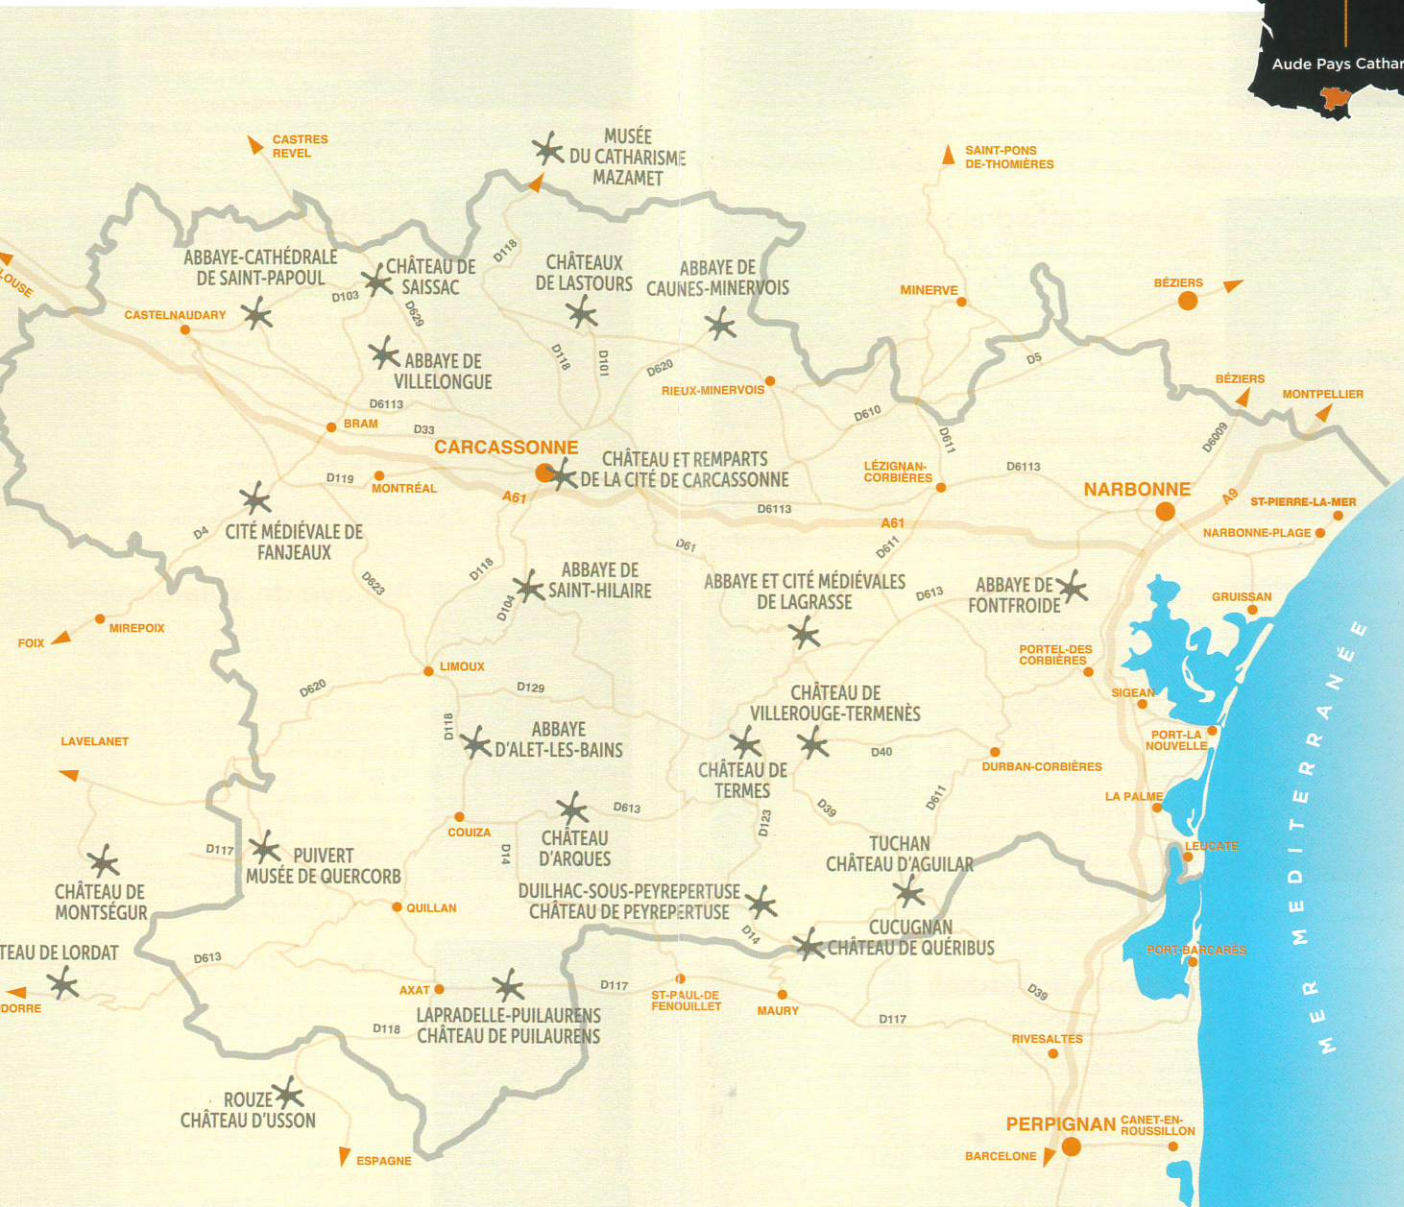 Aude Pays Cathar
CASTRES
REVEL
MUSÉE
DU CATHARISME
MAZAMET
SAINT-PONS
DE-THOMIÈRES
LOUSE
ABBAYE-CATHÉDRALE
DE SAINT-PAPOUL
CHÂTEAU DE
SAISSAC
D118
CHÂTEAUX
DE LASTOURS
ABBAYE DE
CAUNES-MINERVOIS
MINERVE
BÉZIERS
D103
D629
CASTELNAUDARY
ABBAYE DE
VILLELONGUE
D118
D101
D620
RIEUX-MINERVOIS
D5
BÉZIERS
MONTPELLIER
D6113
D610
BRAM
D33
CARCASSONNE
D611
D6009
CHÂTEAU ET REMPARTS
DE LA CITÉ DE CARCASSONNE
LÉZIGNAN-
CORBIÈRES
D6113
D119
MONTRÉAL
A61
NARBONNE
A9
ST-PIERRE-LA-MER
D6113
A61
NARBONNE-PLAGE
D4
CITÉ MÉDIÉVALE DE
FANJEAUX
D61
D611
D623
D118
D104
ABBAYE DE
SAINT-HILAIRE
ABBAYE ET CITÉ MÉDIÉVALES
DE LAGRASSE
D613
ABBAYE DE
FONTFROIDE
GRUISSAN
MIREPOIX
FOIX
LIMOUX
PORTEL-DES
CORBIÈRES
D620
D129
SIGEAN
CHÂTEAU DE
VILLEROUGE-TERMENÈS
MER MEDITERRANÉE
LAVELANET
D118
ABBAYE
D'ALET-LES-BAINS
PORT-LA
NOUVELLE
D40
CHÂTEAU DE
TERMES
DURBAN-CORBIÈRES
LA PALME
D39
D611
D613
D123
COUIZA
CHÂTEAU
D'ARQUES
D14
D117
PUIVERT
MUSÉE DE QUERCORB
TUCHAN
CHÂTEAU D'AGUILAR
LEUCATE
CHÂTEAU DE
MONTSÉGUR
DUILHAC-SOUS-PEYREPERTUSE
CHÂTEAU DE PEYREPERTUSE
QUILLAN
D14
CUCUGNAN
CHÂTEAU DE QUÉRIBUS
TEAU DE LORDAT
D613
PORT-BARCARÈS
AXAT
D117
ST-PAUL-DE
FENOUILLET
MAURY
D39
DORRE
LAPRADELLE-PUILAURENS
CHÂTEAU DE PUILAURENS
D118
D117
RIVESALTES
ROUZE
CHÂTEAU D'USSON
PERPIGNAN
CANET-EN-
ROUSSILLON
BARCELONE
ESPAGNE